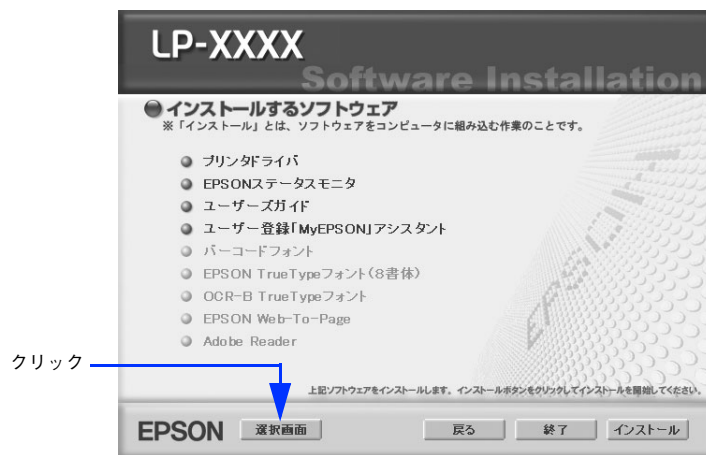 LP-XXXX
Software Installation
インストールするソフトウェア
※「インストール」とは、ソフトウェアをコンピュータに組み込む作業のことです。
プリンタドライバ
EPSONステータスモニタ
ユーザーズガイド
ユーザー登録「MyEPSON」アシスタント
バーコードフォント
EPSON TrueTypeフォント(8書体)
OCR-B TrueTypeフォント
EPSON Web-To-Page
Adobe Reader
EPSON
クリック
上記ソフトウェアをインストールします。インストールボタンをクリックしてインストールを開始してください。
EPSON 選択画面 戻る 終了 インストール